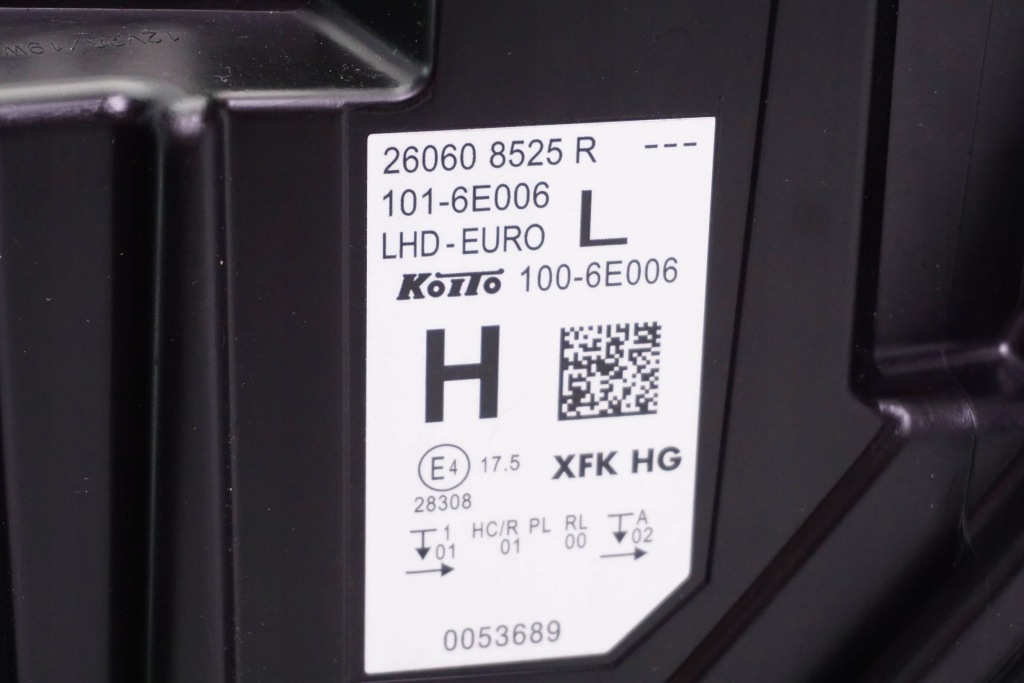 26060 8525 R ---
101-6E006
L
LHD-EURO
KOITO 100-6E006
H
E4 17.5 XFK HG
28308
1 HC/R PL RL A
01 01 00 02
0053689